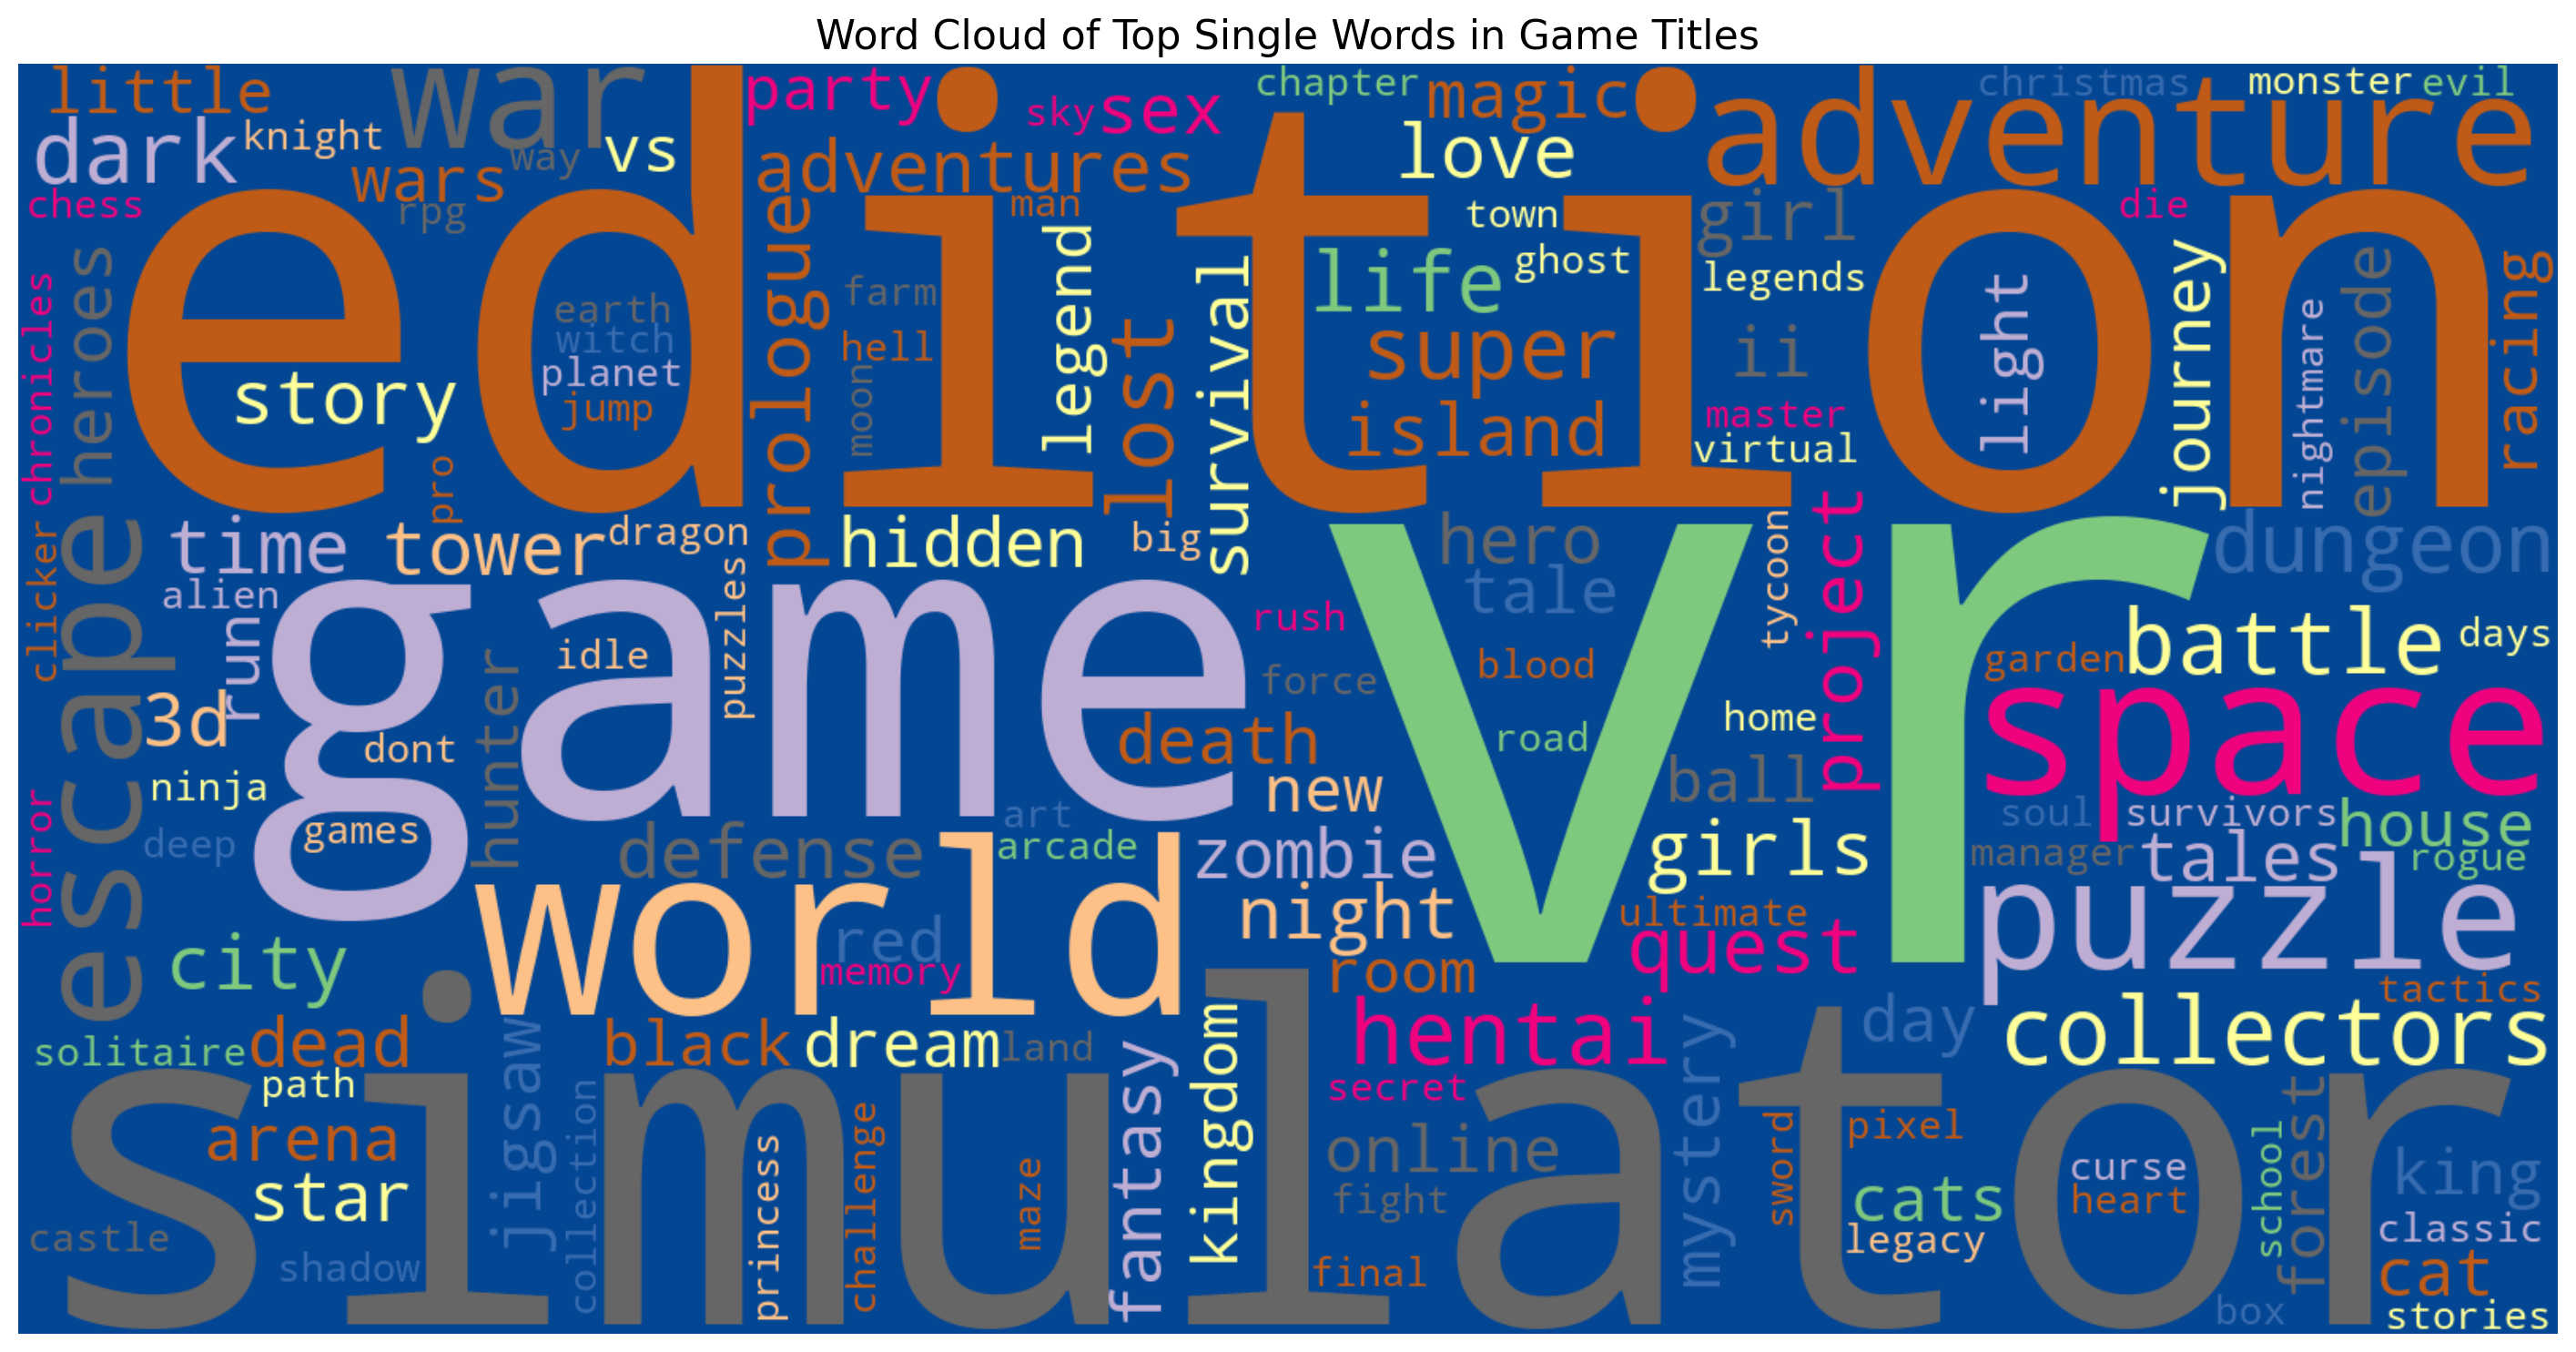 Word Cloud of Top Single Words in Game Titles
little
war
party
sky
sex
chapter
magic
adventure
christmas
monster
evil
dark
knight
way
vs
wars
rpg
adventures
man
love
chess
edition
town
girl
die
heroes
chronicles
prologue
farm
hell
moon
legend
lost
survival
life
ghost
legends
super
ii
island
master
virtual
light
journey
nightmare
episode
racing
earth
witch
planet
jump
story
pro
time
tower
dragon
hidden
big
hero
tale
tycoon
project
dungeon
clicker
escape
alien
run
game
idle
puzzles
rush
force
vr
blood
road
home
garden
battle
days
space
3d
dont
hunter
death
new
ball
ninja
games
deep
horror
defense
art
arcade
zombie
girls
soul
survivors
house
manager
tales
rogue
world
red
memory
night
ultimate
quest
room
puzzle
city
tactics
solitaire
dead
path
jigsaw
black
dream
land
fantasy
kingdom
hentai
secret
mystery
day
collectors
simulator
arena
star
castle
shadow
collection
princess
challenge
maze
online
fight
final
sword
pixel
cats
legacy
curse
heart
school
forest
king
classic
cat
box
stories